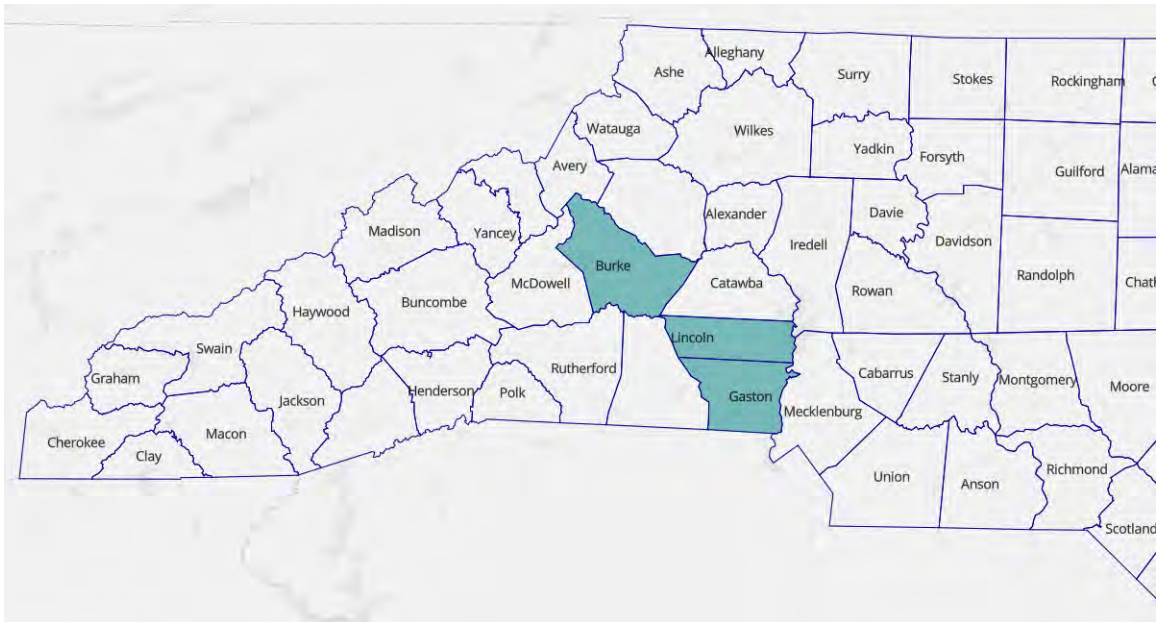 Alleghany
Ashe
Surry
Stokes
Rockingham
Watauga
Wilkes
Yadkin
Forsyth
Avery
Guilford
Alama
Alexander
Davie
Madison
Yancey
Iredell
Davidson
Burke
McDowell
Catawba
Randolph
Chath
Buncombe
Haywood
Rowan
Lincoln
Swain
Graham
Rutherford
Cabarrus
Stanly
Montgomery
Moore
Henderson
Polk
Gaston
Jackson
Mecklenburg
Macon
Cherokee
Clay
Union
Anson
Richmond
Scotland